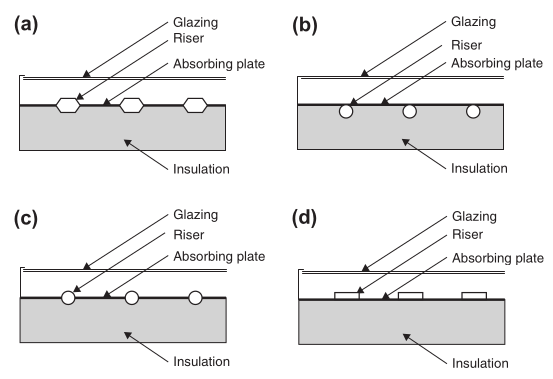 (a)
Glazing
Riser
Absorbing plate
Insulation
(b)
Glazing
Riser
Absorbing plate
Insulation
(c)
Glazing
Riser
Absorbing plate
Insulation
(d)
Glazing
Riser
Absorbing plate
Insulation